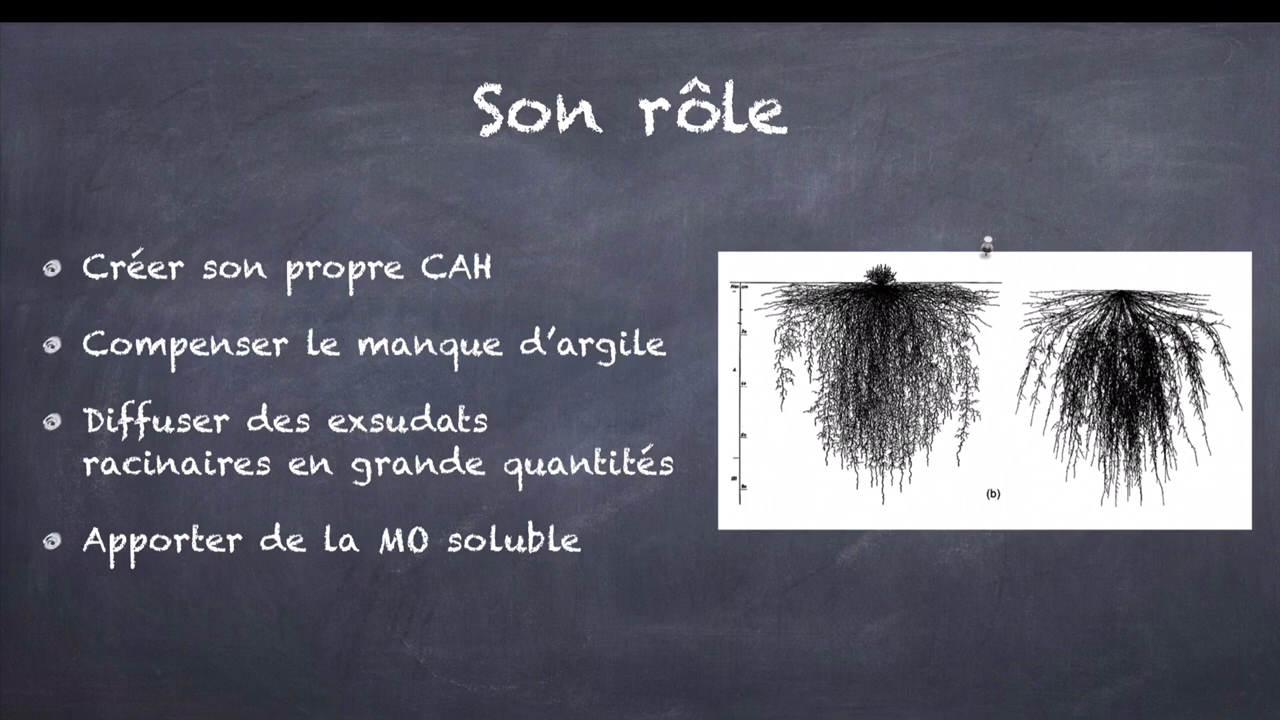 Son rôle
Créer son propre CAH
Compenser le manque d'argile
Diffuser des exsudats
racinaires en grande quantités
Apporter de la MO soluble
(b)